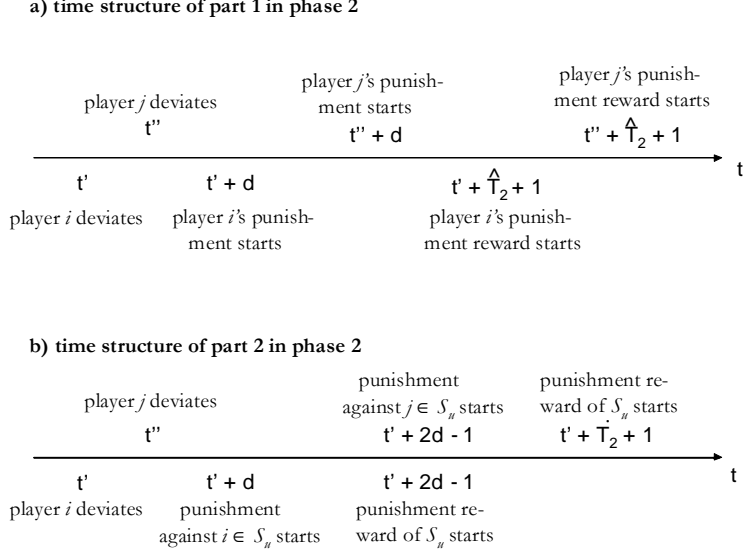 a) time structure of part 1 in phase 2
player j deviates
t”
player j’s punish-
ment starts
t” + d
player j’s punish-
ment reward starts
t” + T̂₂ + 1
t
t’
player i deviates
t’ + d
player i’s punish-
ment starts
t’ + T̂₂ + 1
player i’s punish-
ment reward starts
b) time structure of part 2 in phase 2
player j deviates
t”
punishment
against j ∈ Sᵤ starts
t’ + 2d - 1
punishment re-
ward of Sᵤ starts
t’ + Ṫ₂ + 1
t
t’
player i deviates
t’ + d
punishment
against i ∈ Sᵤ starts
t’ + 2d - 1
punishment re-
ward of Sᵤ starts